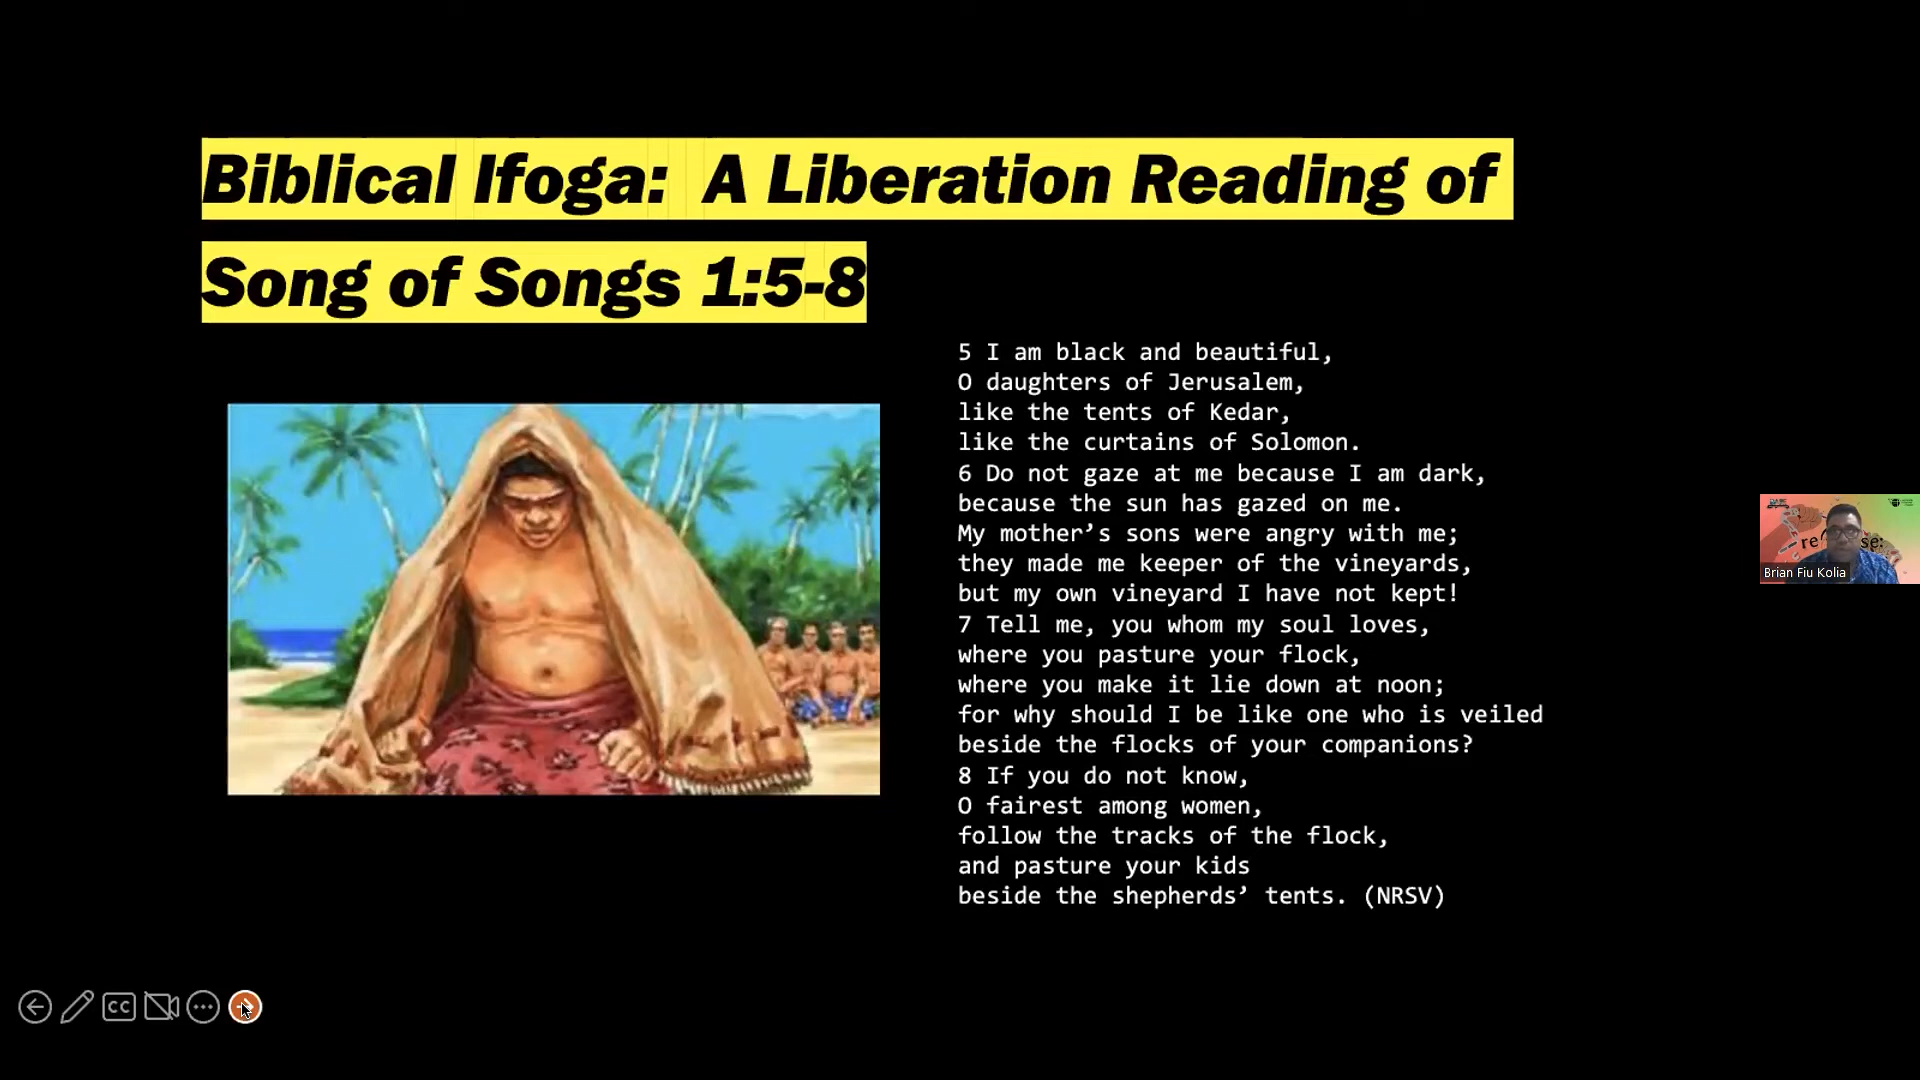 Biblical Ifoga: A Liberation Reading of
Song of Songs 1:5-8
5 I am black and beautiful,
O daughters of Jerusalem,
like the tents of Kedar,
like the curtains of Solomon.
6 Do not gaze at me because I am dark,
because the sun has gazed on me.
My mother’s sons were angry with me;
they made me keeper of the vineyards,
but my own vineyard I have not kept!
7 Tell me, you whom my soul loves,
where you pasture your flock,
where you make it lie down at noon;
for why should I be like one who is veiled
beside the flocks of your companions?
8 If you do not know,
O fairest among women,
follow the tracks of the flock,
and pasture your kids
beside the shepherds’ tents. (NRSV)
re se:
Brian Fiu Kolia
CC